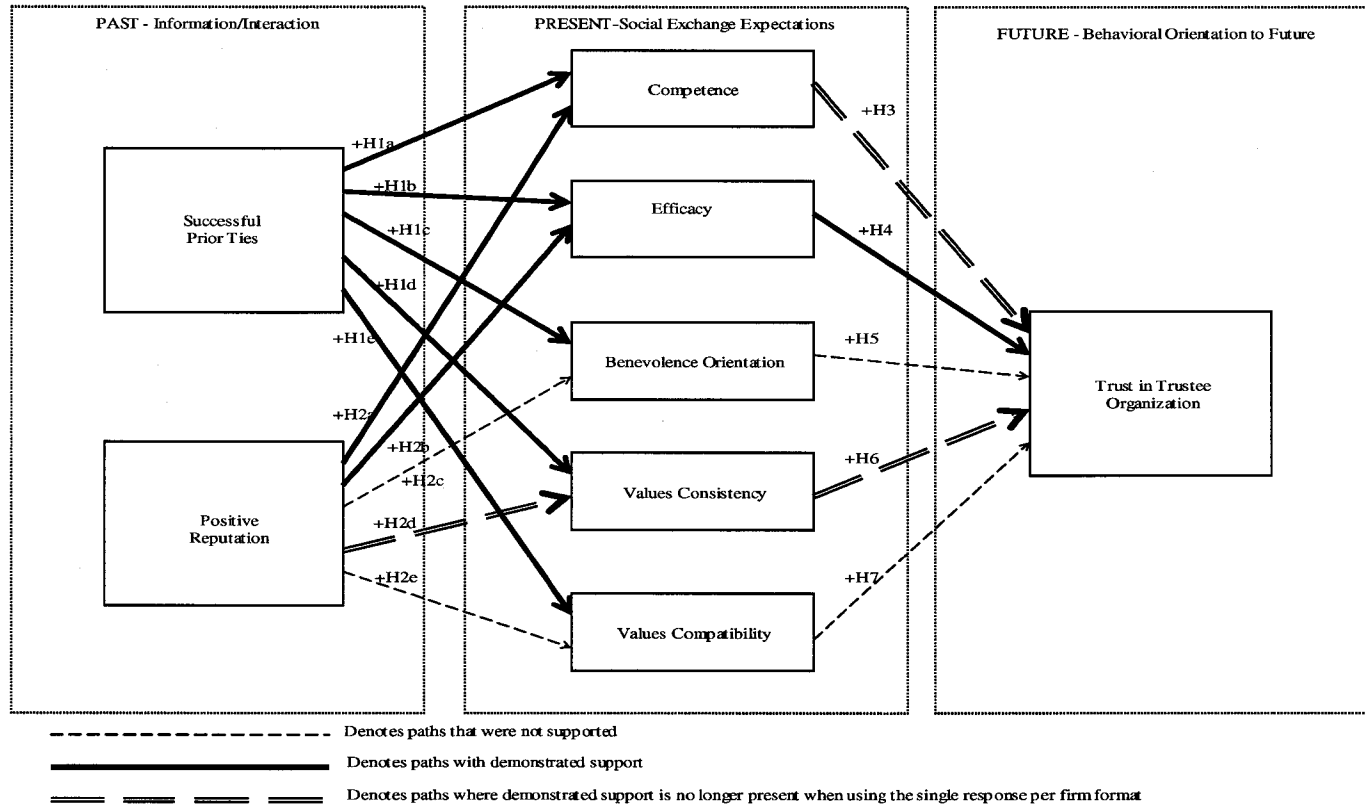 PAST - Information/Interaction
PRESENT-Social Exchange Expectations
FUTURE - Behavioral Orientation to Future
Competence
+H3
+H1a
Successful
Prior Ties
+H1b
Efficacy
+H4
+H1c
+H1d
+H1e
Benevolence Orientation
+H5
Trust in Trustee
Organization
+H2a
+H2b
+H2c
Values Consistency
+H6
Positive
Reputation
+H2d
+H2e
Values Compatibility
+H7
Denotes paths that were not supported
Denotes paths with demonstrated support
Denotes paths where demonstrated support is no longer present when using the single response per firm format